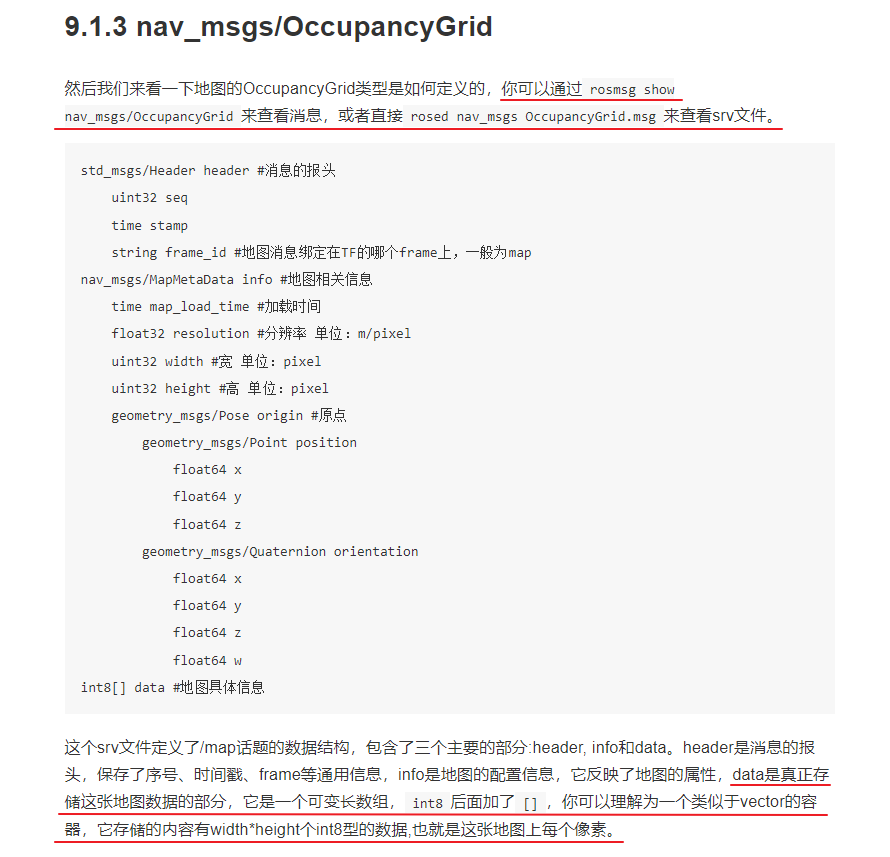 9.1.3 nav_msgs/OccupancyGrid
然后我们来看一下地图的OccupancyGrid类型是如何定义的，你可以通过 rosmsg show
nav_msgs/OccupancyGrid 来查看消息，或者直接 rosed nav_msgs OccupancyGrid.msg 来查看srv文件。
std_msgs/Header header #消息的报头
    uint32 seq
    time stamp
    string frame_id #地图消息绑定在TF的哪个frame上，一般为map
nav_msgs/MapMetaData info #地图相关信息
    time map_load_time #加载时间
    float32 resolution #分辨率 单位：m/pixel
    uint32 width #宽 单位：pixel
    uint32 height #高 单位：pixel
    geometry_msgs/Pose origin #原点
        geometry_msgs/Point position
            float64 x
            float64 y
            float64 z
        geometry_msgs/Quaternion orientation
            float64 x
            float64 y
            float64 z
            float64 w
int8[] data #地图具体信息
这个srv文件定义了/map话题的数据结构，包含了三个主要的部分:header, info和data。header是消息的报
头，保存了序号、时间戳、frame等通用信息，info是地图的配置信息，它反映了地图的属性，data是真正存
储这张地图数据的部分，它是一个可变长数组， int8 后面加了 [] ，你可以理解为一个类似于vector的容
器，它存储的内容有width*height个int8型的数据,也就是这张地图上每个像素。